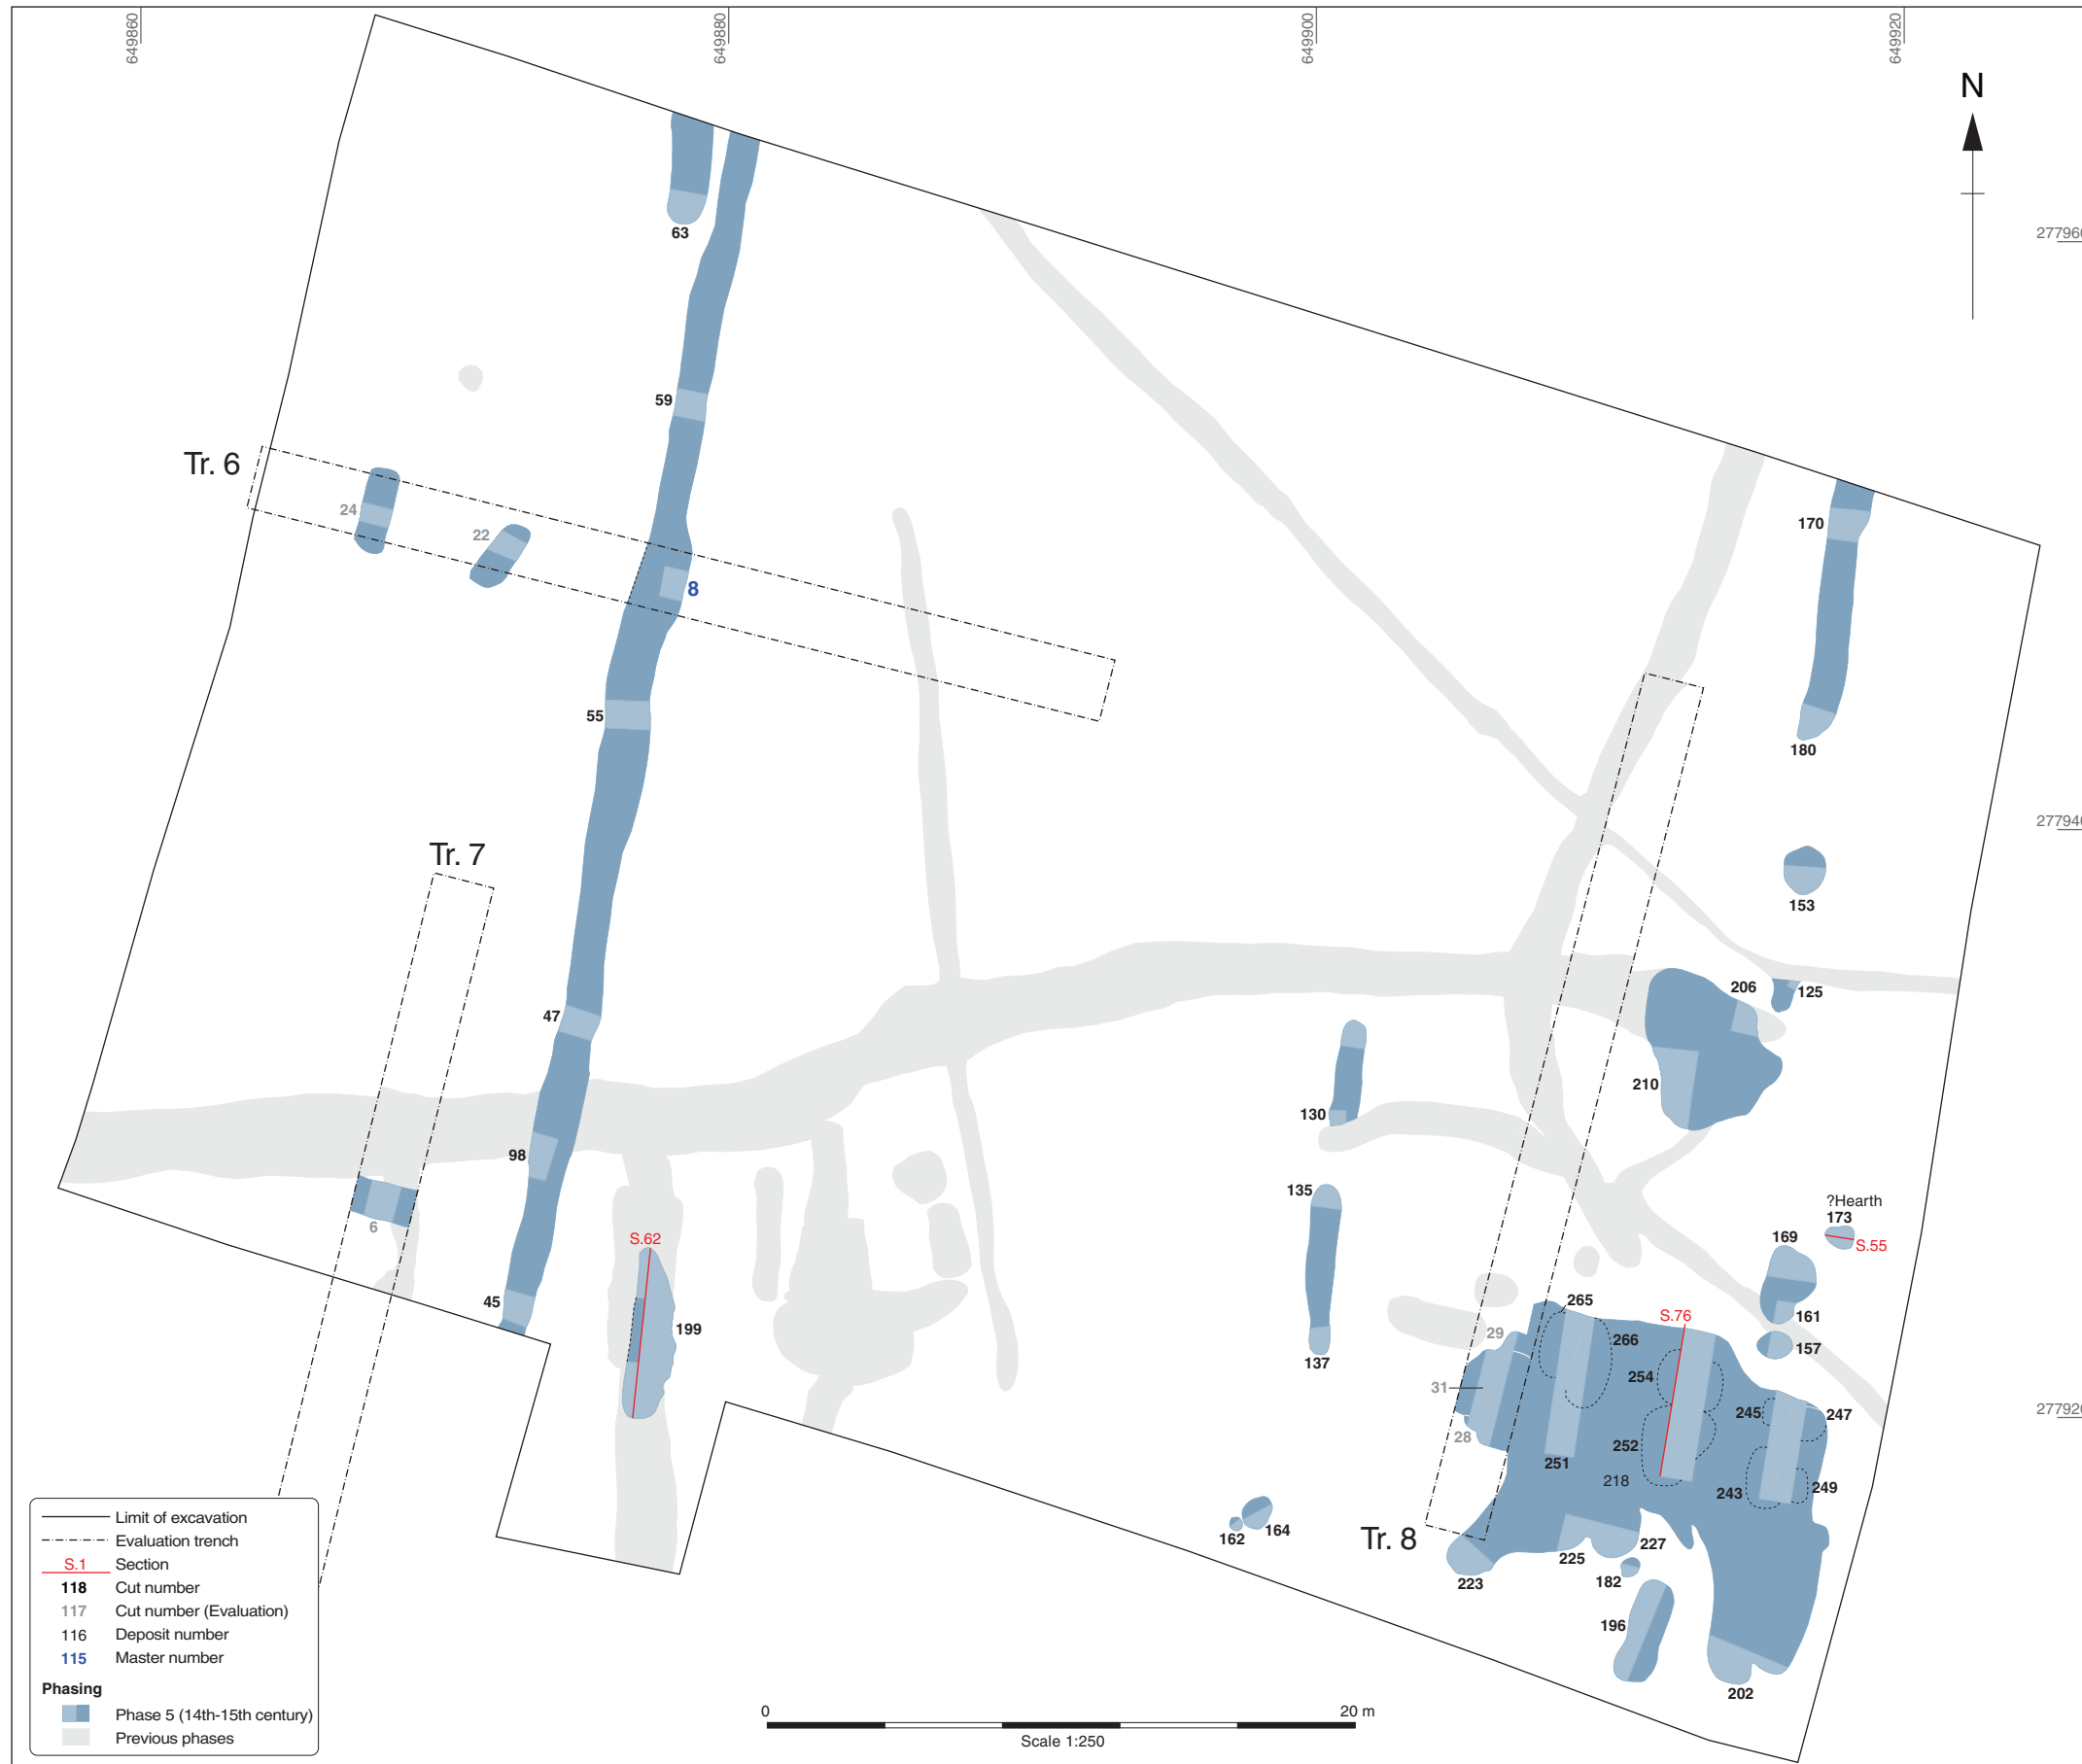 649860
649880
649900
649920
N
277960
277940
277920
63
59
Tr. 6
24
22
8
55
Tr. 7
47
98
6
45
S.62
199
170
180
153
206
125
210
130
135
137
?Hearth
173
S.55
169
161
157
265
266
S.76
254
29
31
28
245
247
252
251
218
243
249
162
164
Tr. 8
223
225
227
182
196
202
Limit of excavation
Evaluation trench
S.1 Section
118 Cut number
117 Cut number (Evaluation)
116 Deposit number
115 Master number
Phasing
Phase 5 (14th-15th century)
Previous phases
0 20 m
Scale 1:250